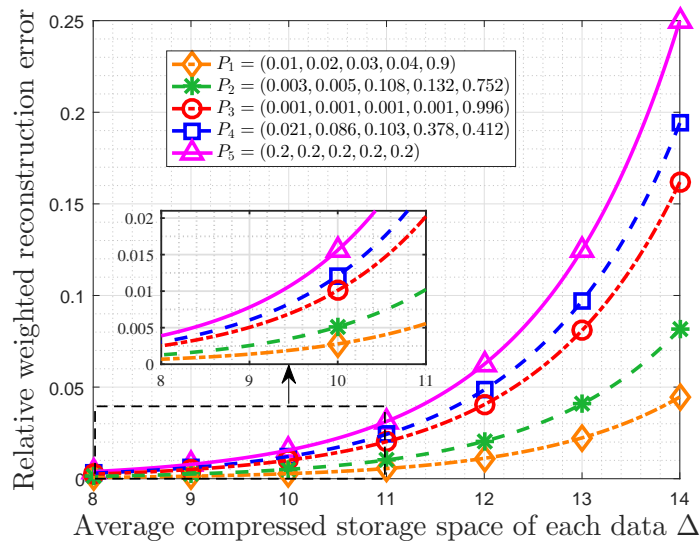 0.25
0.2
0.15
0.1
0.05
0
Relative weighted reconstruction error
P₁ = (0.01, 0.02, 0.03, 0.04, 0.9)
P₂ = (0.003, 0.005, 0.108, 0.132, 0.752)
P₃ = (0.001, 0.001, 0.001, 0.001, 0.996)
P₄ = (0.021, 0.086, 0.103, 0.378, 0.412)
P₅ = (0.2, 0.2, 0.2, 0.2, 0.2)
0.02
0.015
0.01
0.005
0
8 9 10 11
8 9 10 11 12 13 14
Average compressed storage space of each data Δ